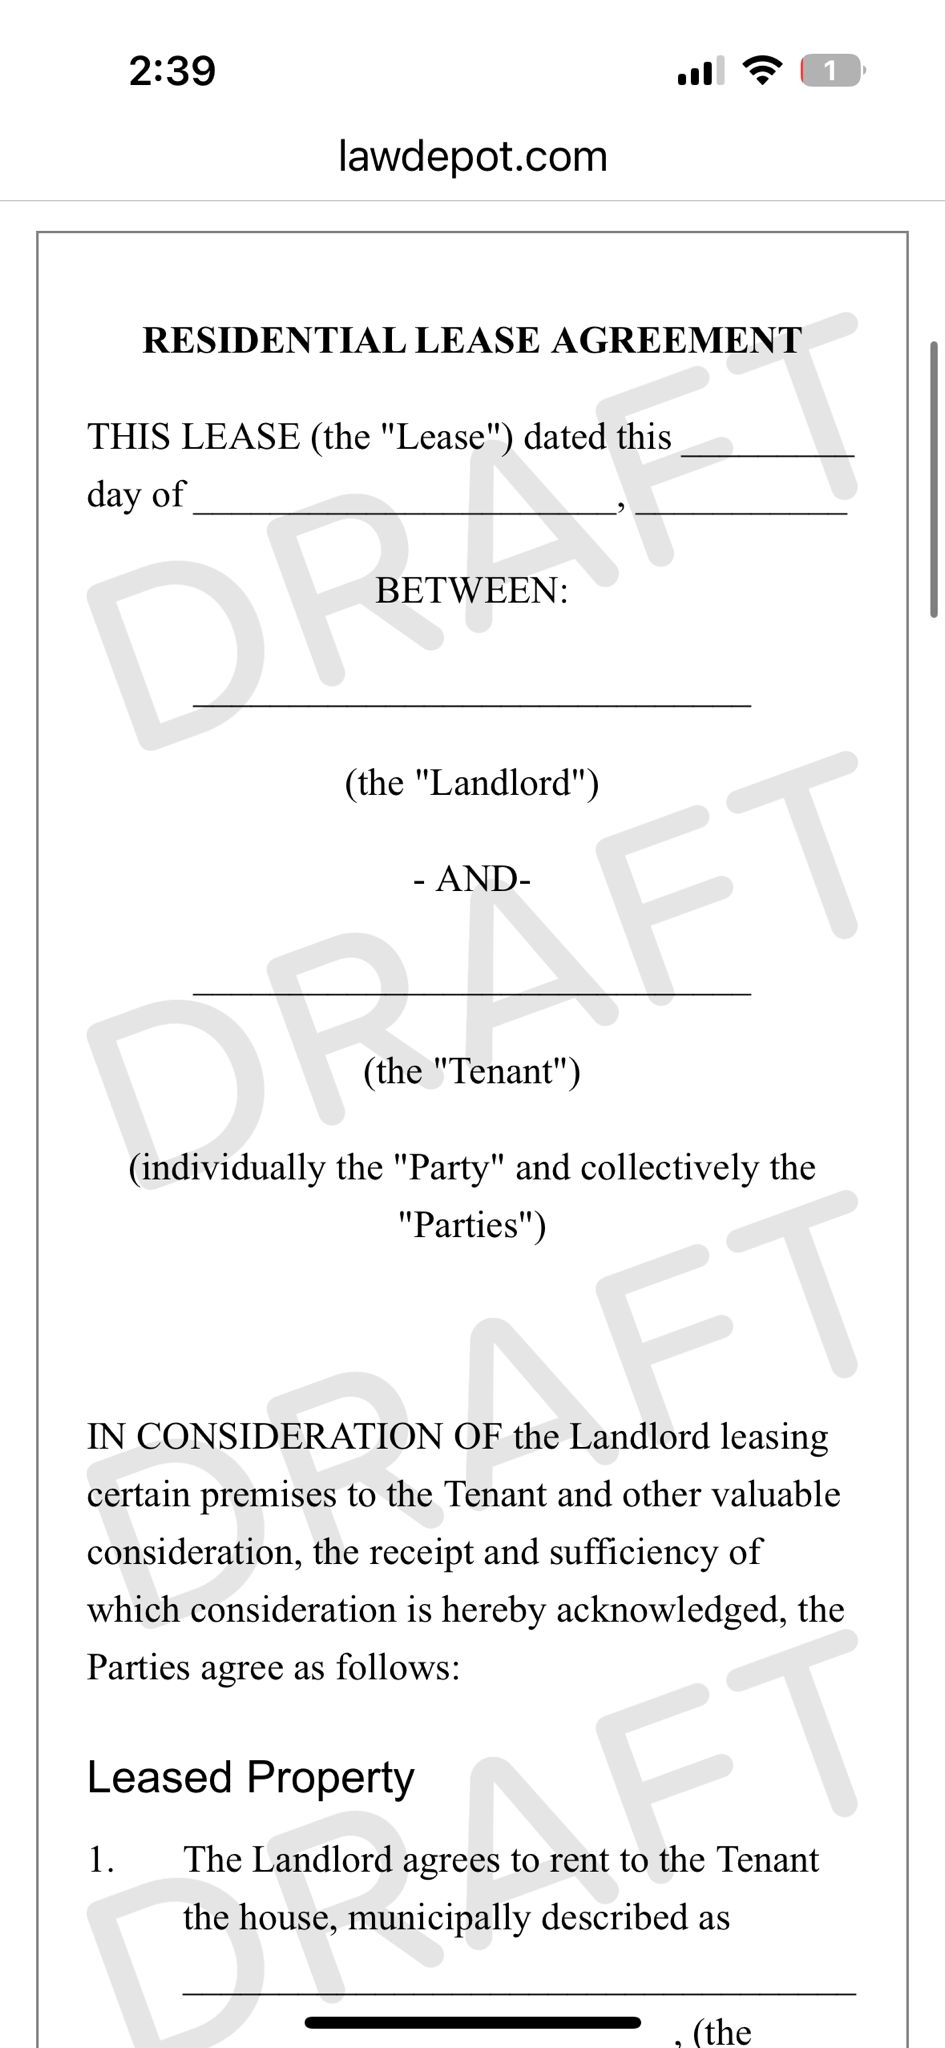 2:39
1
lawdepot.com
RESIDENTIAL LEASE AGREEMENT
THIS LEASE (the "Lease") dated this _________
day of ______________________, ___________
BETWEEN:
_____________________________
(the "Landlord")
- AND-
_____________________________
(the "Tenant")
(individually the "Party" and collectively the
"Parties")
IN CONSIDERATION OF the Landlord leasing
certain premises to the Tenant and other valuable
consideration, the receipt and sufficiency of
which consideration is hereby acknowledged, the
Parties agree as follows:
Leased Property
1. The Landlord agrees to rent to the Tenant
the house, municipally described as
___________________________________
, (the
DRAFT
DRAFT
DRAFT
DRAFT